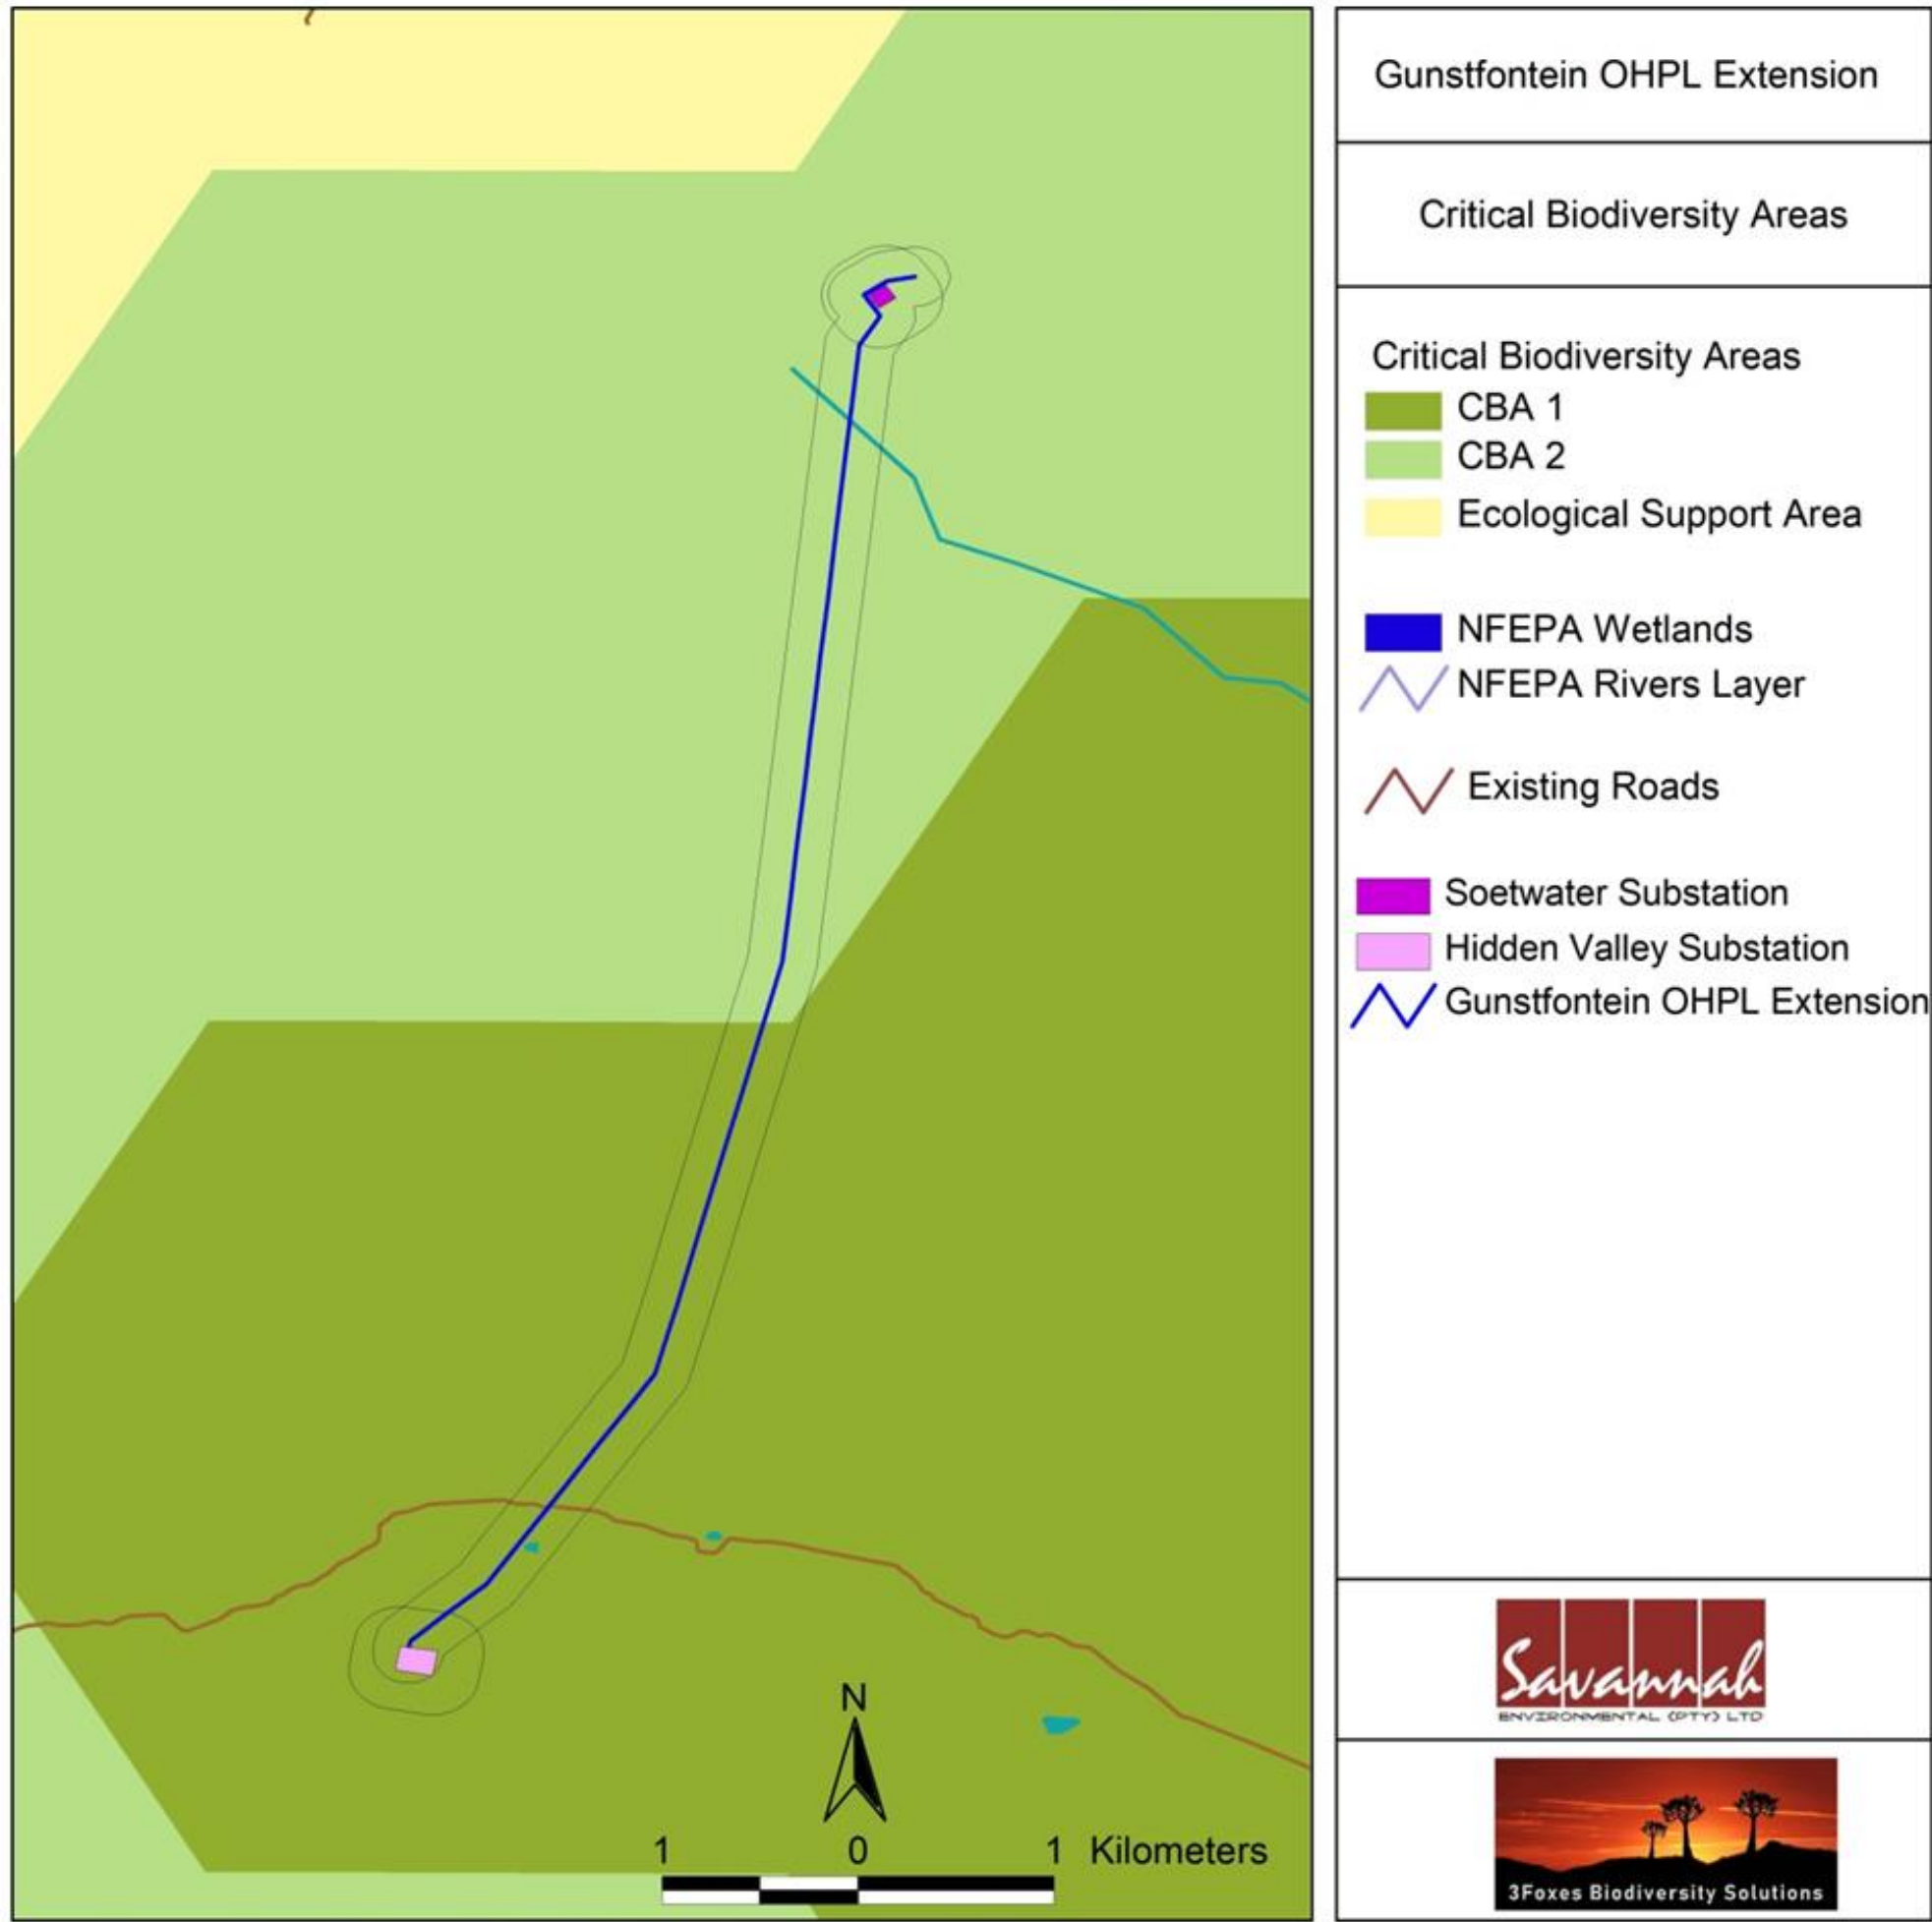 Gunstfontein OHPL Extension
Critical Biodiversity Areas
Critical Biodiversity Areas
CBA 1
CBA 2
Ecological Support Area
NFEPA Wetlands
NFEPA Rivers Layer
Existing Roads
Soetwater Substation
Hidden Valley Substation
Gunstfontein OHPL Extension
N
1 0 1 Kilometers
Savannah
ENVIRONMENTAL (PTY) LTD
3Foxes Biodiversity Solutions